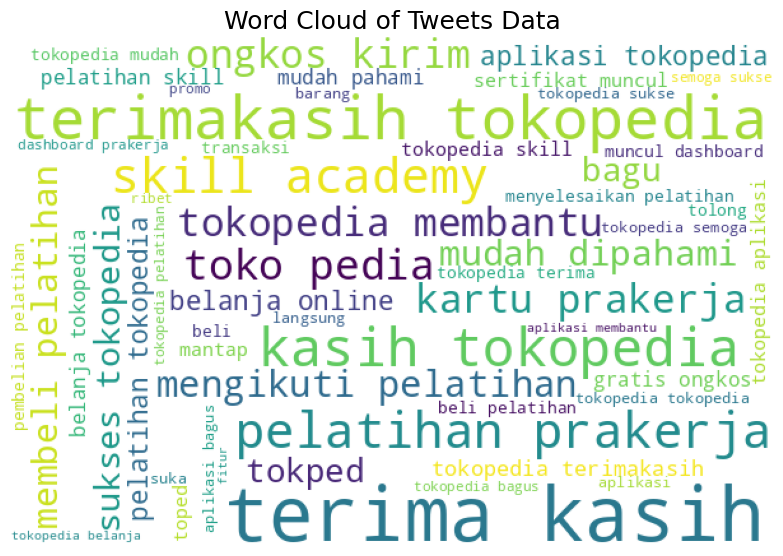 Word Cloud of Tweets Data
tokopedia mudah
ongkos kirim
aplikasi tokopedia
pelatihan skill
mudah pahami
sertifikat muncul
semoga sukses
promo
barang
tokopedia sukse
terimakasih tokopedia
dashboard prakerja
transaksi
tokopedia skill
muncul dashboard
skill academy
bagu
ribet
menyelesaikan pelatihan
tokopedia membantu
tolong
tokopedia semoga
toko pedia
mudah dipahami
tokopedia terima
belanja online
kartu prakerja
langsung
beli
aplikasi membantu
mantap
kasih tokopedia
mengikuti pelatihan
gratis ongkos
beli pelatihan
tokopedia tokopedia
pelatihan prakerja
tokped
tokopedia terimakasih
suka
tokopedia bagus
aplikasi
terima kasih
tokopedia belanja
pembelian pelatihan
membeli pelatihan
belanja tokopedia
sukses tokopedia
pelatihan tokopedia
tokopedia pelatihan
toped
aplikasi bagus
fitur
tokopedia aplikasi